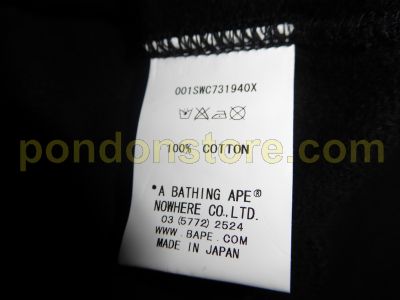 001SWC731940X
100% COTTON
pondonstore.com
*A BATHING APE®
NOWHERE CO., LTD.
03 (5772) 2524
WWW.BAPE.COM
MADE IN JAPAN